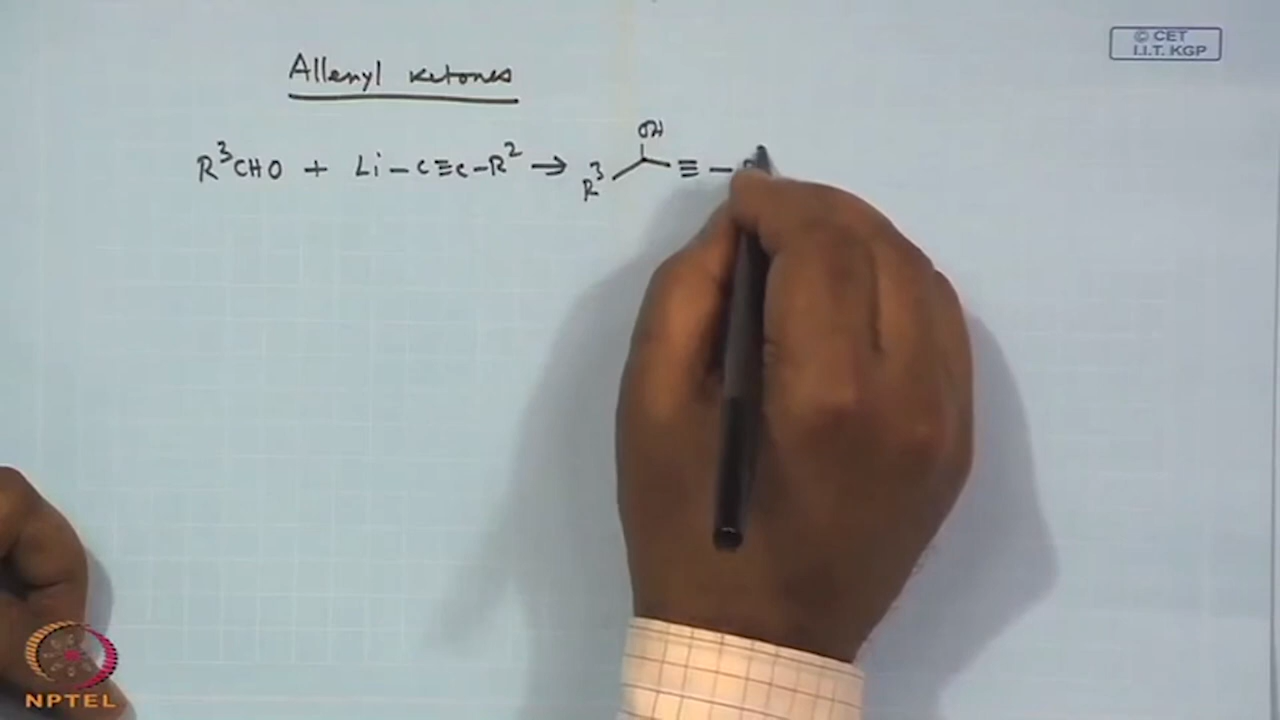 © CET
I.I.T. KGP
Allenyl ketones
R³CHO + Li-C≡C-R² →
OH
R³ ≡ —
NPTEL